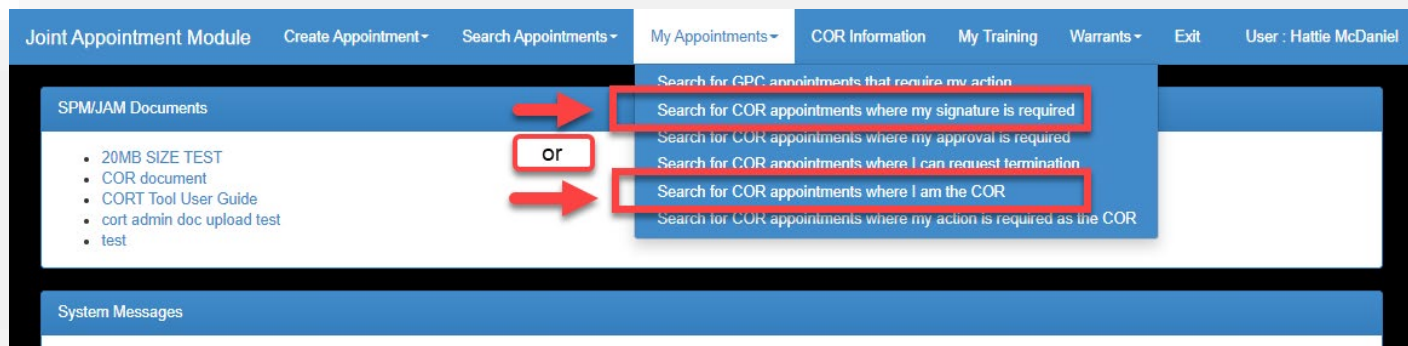 Joint Appointment Module Create Appointment Search Appointments My Appointments COR Information My Training Warrants Exit User : Hattie McDaniel
Search for GPC appointments that require my action
SPM/JAM Documents
Search for COR appointments where my signature is required
Search for COR appointments where my approval is required
20MB SIZE TEST
or
Search for COR appointments where I can request termination
COR document
CORT Tool User Guide
Search for COR appointments where I am the COR
cort admin doc upload test
Search for COR appointments where my action is required as the COR
test
System Messages